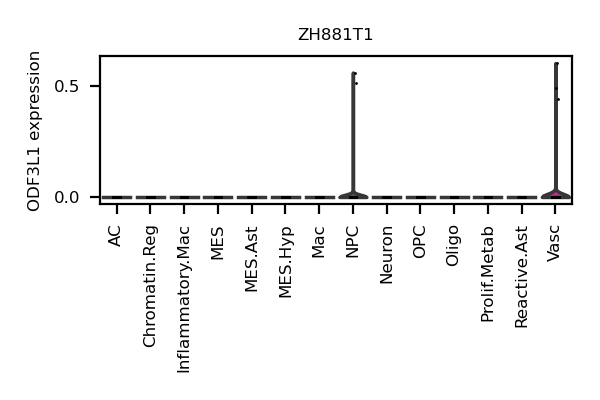 ZH881T1
ODF3L1 expression
0.5
0.0
AC
Chromatin.Reg
Inflammatory.Mac
MES
MES.Ast
MES.Hyp
Mac
NPC
Neuron
OPC
Oligo
Prolif.Metab
Reactive.Ast
Vasc